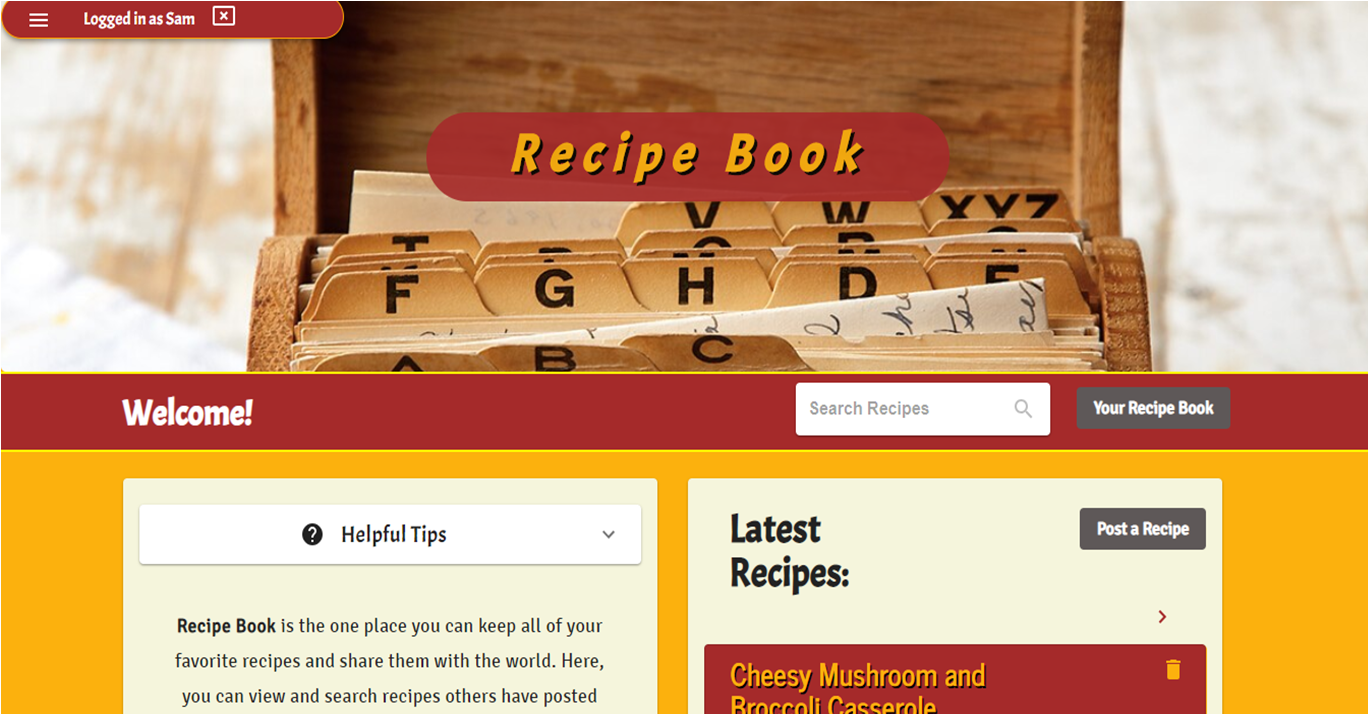 Logged in as Sam
Recipe Book
V W XYZ
F G H D E
A B C
Welcome!
Search Recipes
Your Recipe Book
Helpful Tips
Recipe Book is the one place you can keep all of your
favorite recipes and share them with the world. Here,
you can view and search recipes others have posted
Latest
Recipes:
Post a Recipe
Cheesy Mushroom and
Broccoli Casserole